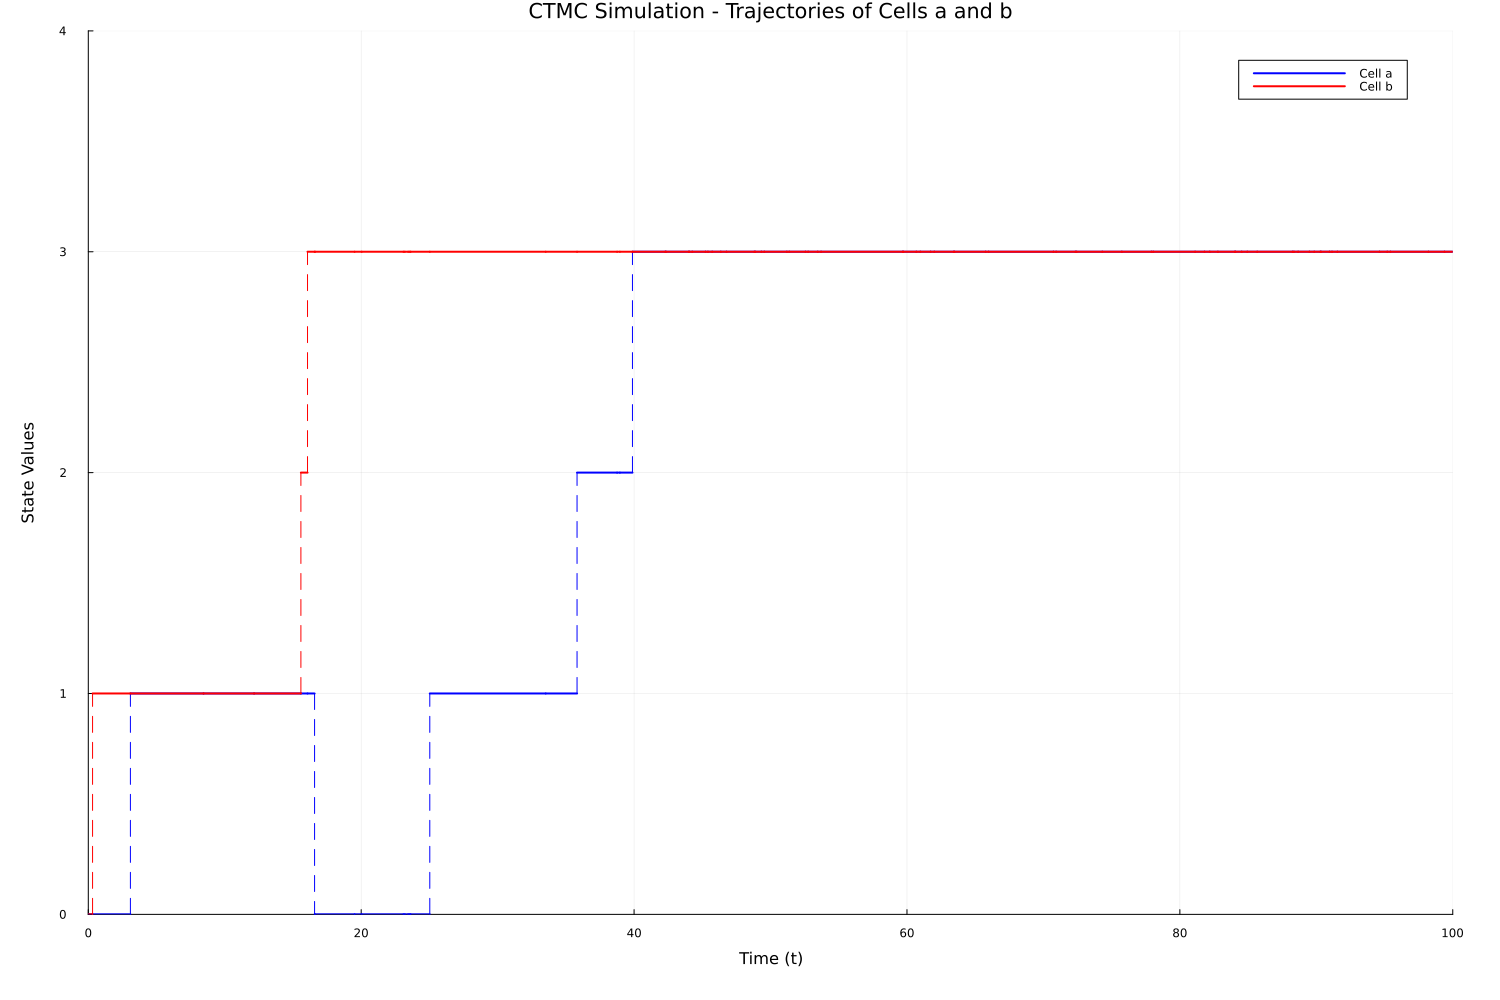 CTMC Simulation - Trajectories of Cells a and b
4
Cell a
Cell b
3
State Values
2
1
0
0 20 40 60 80 100
Time (t)